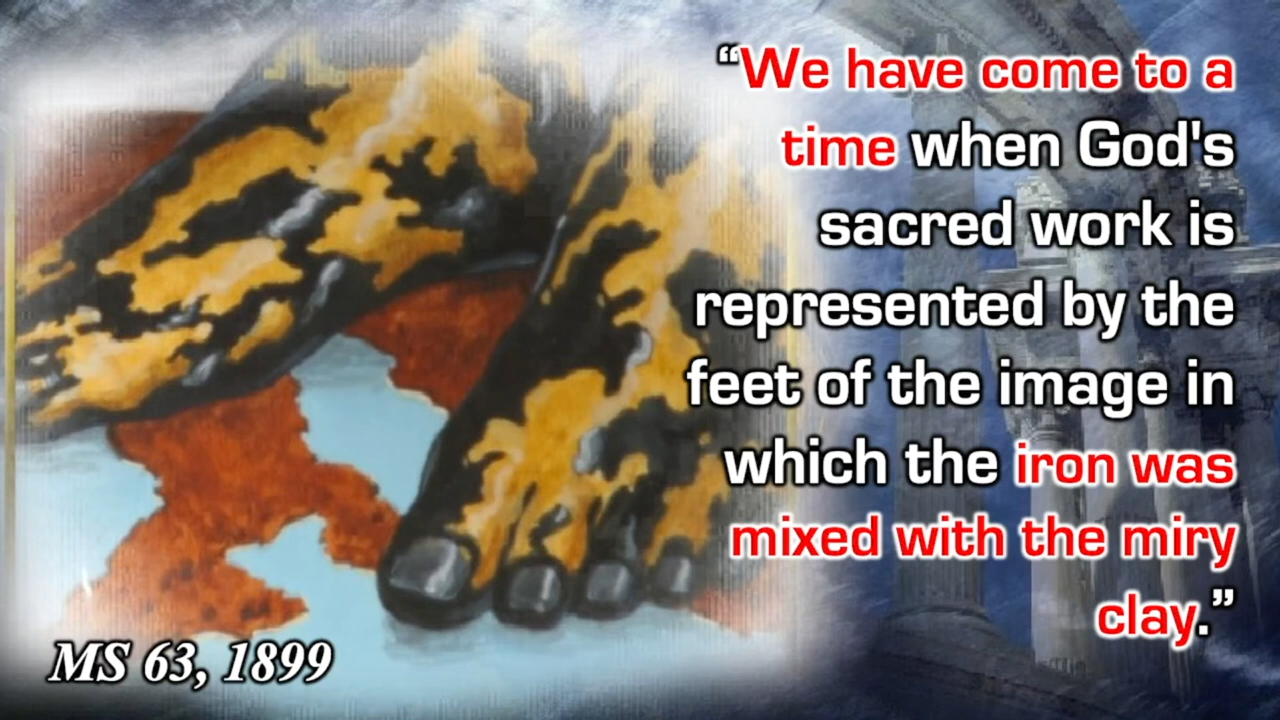 “We have come to a
time when God's
sacred work is
represented by the
feet of the image in
which the iron was
mixed with the miry
clay.”
MS 63, 1899